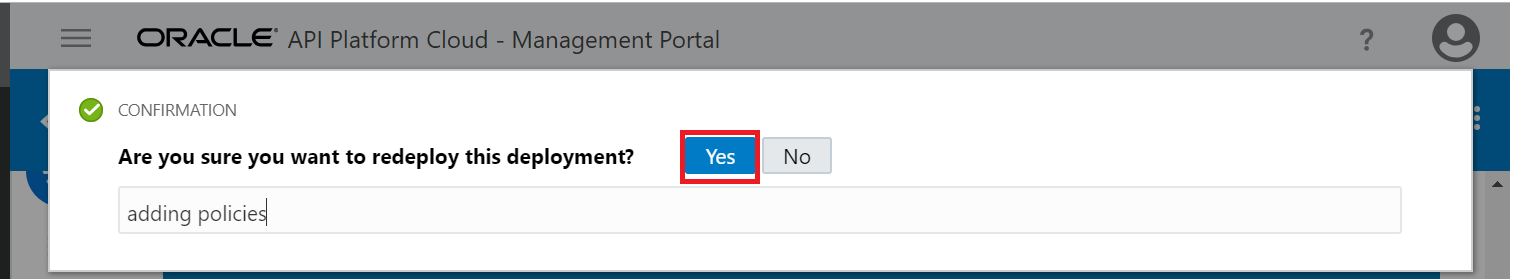 ORACLE® API Platform Cloud - Management Portal ?
CONFIRMATION
Are you sure you want to redeploy this deployment? Yes No
adding policies